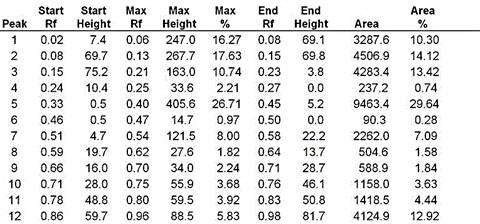 Peak Start Rf Start Height Max Rf Max Height Max % End Rf End Height Area Area %
1 0.02 7.4 0.06 247.0 16.27 0.08 69.1 3287.6 10.30
2 0.08 69.7 0.13 267.7 17.63 0.15 69.8 4506.9 14.12
3 0.15 75.2 0.21 163.0 10.74 0.23 3.8 4283.4 13.42
4 0.24 10.4 0.25 33.6 2.21 0.27 0.0 237.2 0.74
5 0.33 0.5 0.40 405.6 26.71 0.45 5.2 9463.4 29.64
6 0.46 0.5 0.47 14.7 0.97 0.50 0.0 90.3 0.28
7 0.51 4.7 0.54 121.5 8.00 0.58 22.2 2262.0 7.09
8 0.59 19.7 0.62 27.6 1.82 0.64 13.7 504.6 1.58
9 0.66 16.0 0.70 34.0 2.24 0.71 28.7 588.9 1.84
10 0.71 28.0 0.75 55.9 3.68 0.76 46.1 1158.0 3.63
11 0.78 48.8 0.80 59.5 3.92 0.83 50.8 1418.5 4.44
12 0.86 59.7 0.96 88.5 5.83 0.98 81.7 4124.9 12.92